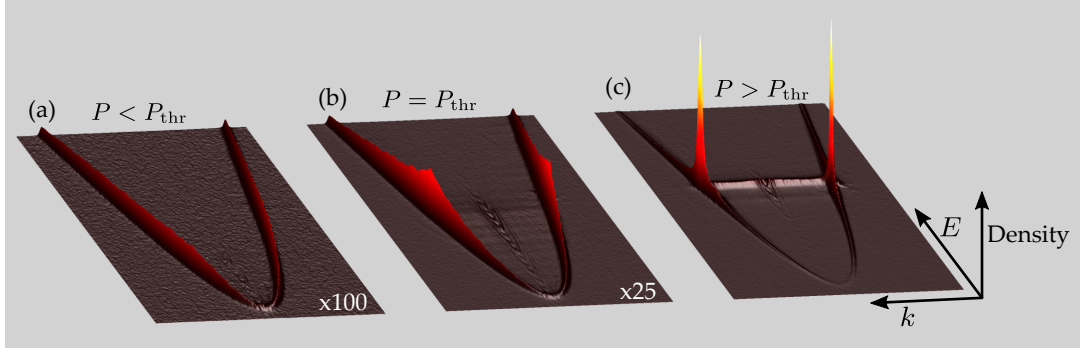 (a) P < P_thr
(b) P = P_thr
(c) P > P_thr
x100
x25
E
Density
k